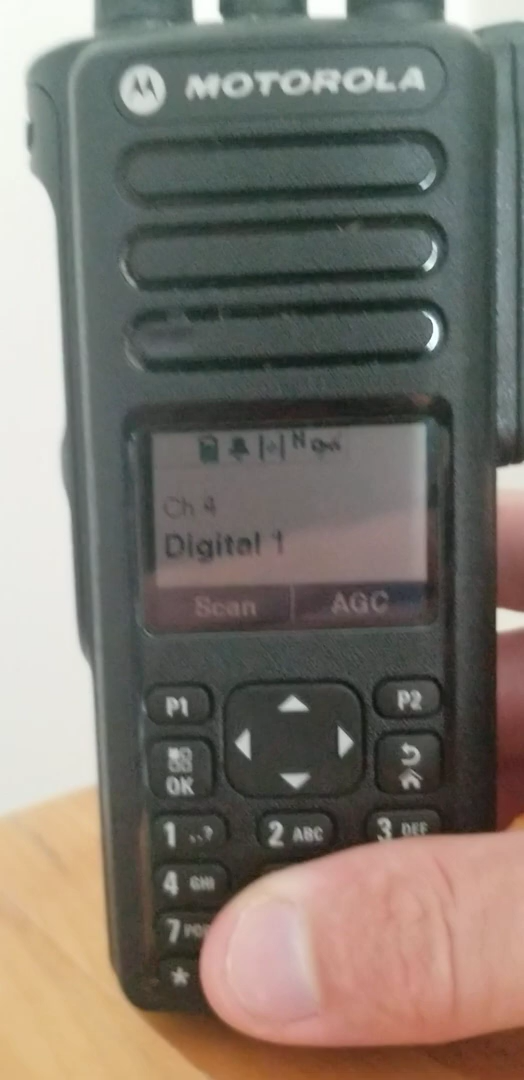 MOTOROLA
Ch 4
Digital 1
Scan AGC
P1 P2
OK
1 ..? 2 ABC 3 DEF
4 GHI
7
*